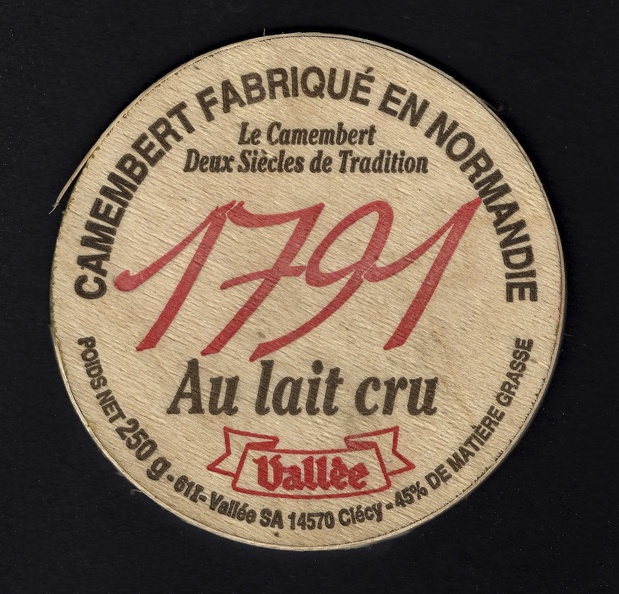 CAMEMBERT FABRIQUÉ EN NORMANDIE
Le Camembert
Deux Siècles de Tradition
1791
Au lait cru
Vallée
POIDS NET 250 g - 61I - Vallée SA 14570 Clécy - 45% DE MATIÈRE GRASSE